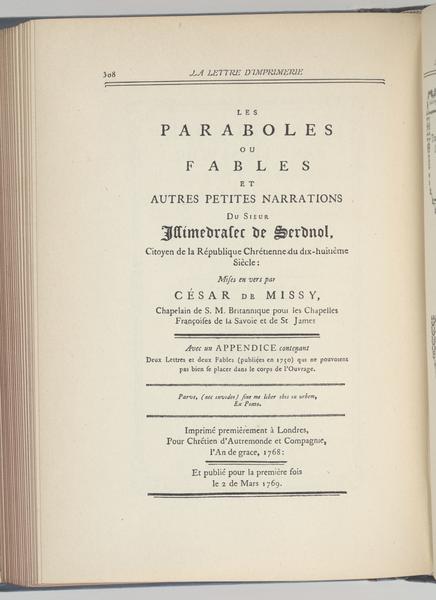 308
LA LETTRE D'IMPRIMERIE
LES
PARABOLES
OU
FABLES
ET
AUTRES PETITES NARRATIONS
DU SIEUR
Issimedrasec de Serdnol,
Citoyen de la République Chrétienne du dix-huitième
Siècle:
Mises en vers par
CÉSAR DE MISSY,
Chapelain de S. M. Britannique pour les Chapelles
Françoises de la Savoie et de St James
Avec un APPENDICE contenant
Deux Lettres et deux Fables (publiées en 1750) qui ne pouvoient
pas bien se placer dans le corps de l'Ouvrage.
Parve, (nec invideo) sine me liber ibis in urbem,
Ex Ponto.
Imprimé premièrement à Londres,
Pour Chrétien d'Autremonde et Compagnie,
l'An de grace, 1768:
Et publié pour la première fois
le 2 de Mars 1769.